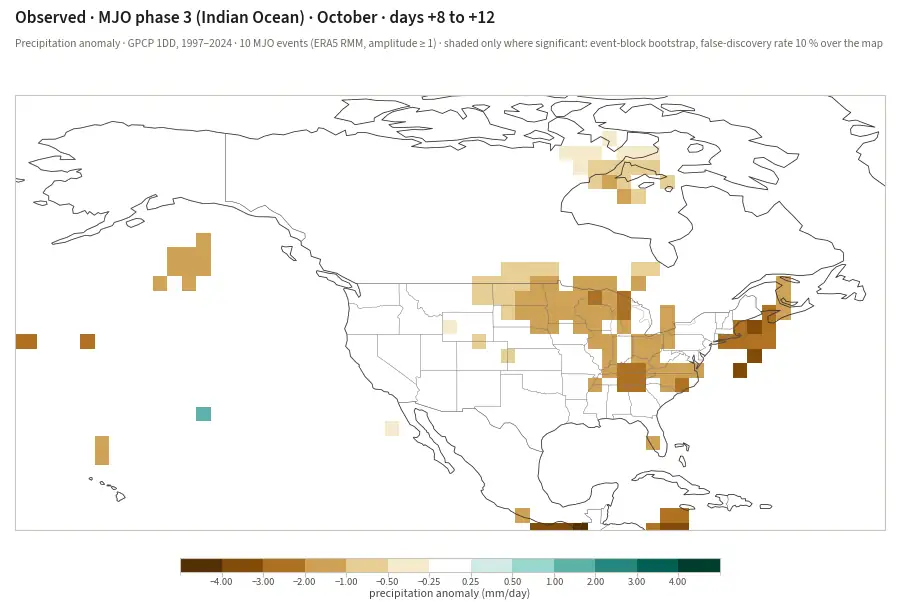 Observed · MJO phase 3 (Indian Ocean) · October · days +8 to +12
Precipitation anomaly · GPCP 1DD, 1997–2024 · 10 MJO events (ERA5 RMM, amplitude ≥ 1) · shaded only where significant: event-block bootstrap, false-discovery rate 10 % over the map
−4.00 −3.00 −2.00 −1.00 −0.50 −0.25 0.25 0.50 1.00 2.00 3.00 4.00
precipitation anomaly (mm/day)